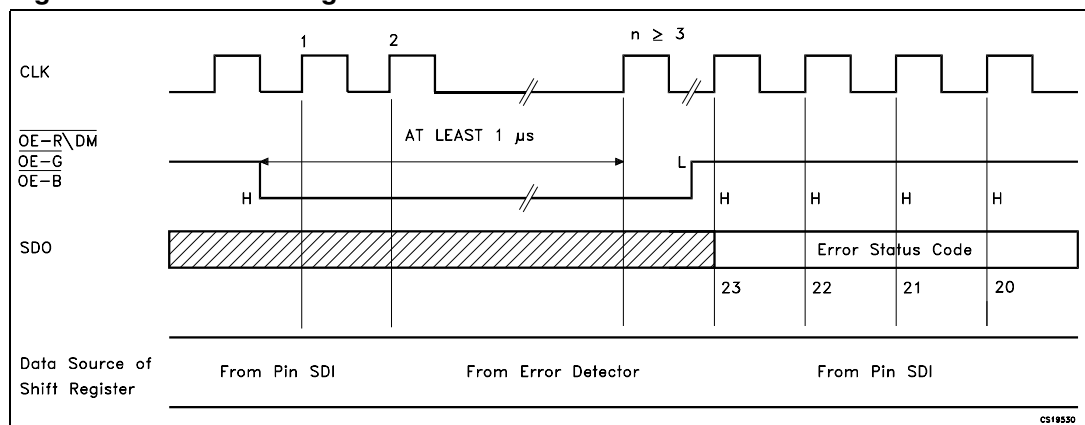 1 2 n ≥ 3
CLK
OE-R\DM
OE-G
OE-B
AT LEAST 1 μs
L
H H H H H
SDO
Error Status Code
23 22 21 20
Data Source of
Shift Register
From Pin SDI From Error Detector From Pin SDI
CS19530